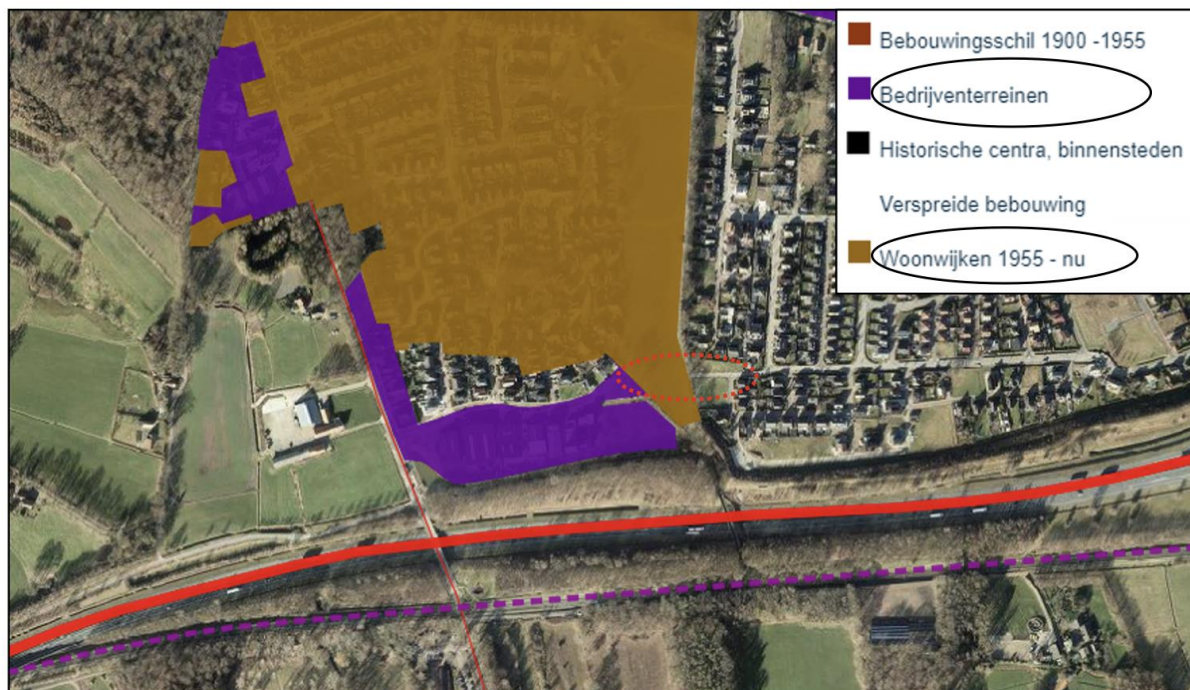 Bebouwingsschil 1900 -1955
Bedrijventerreinen
Historische centra, binnensteden
Verspreide bebouwing
Woonwijken 1955 - nu